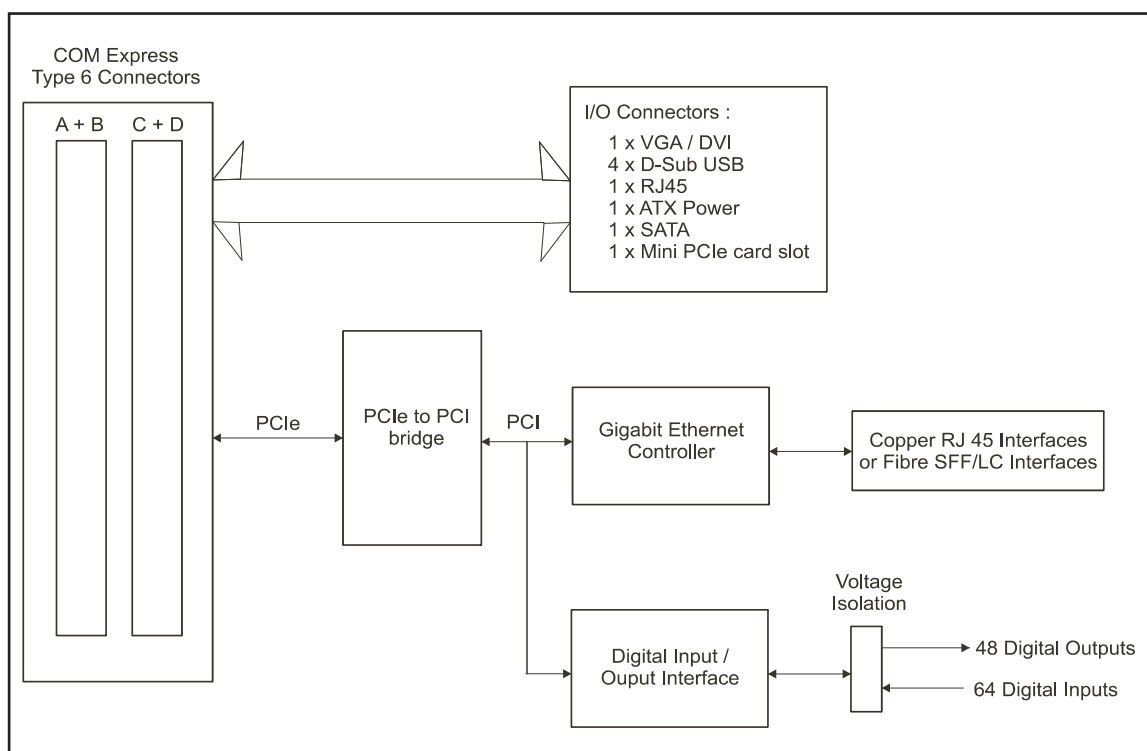 COM Express
Type 6 Connectors
A + B
C + D
I/O Connectors :
1 x VGA / DVI
4 x D-Sub USB
1 x RJ45
1 x ATX Power
1 x SATA
1 x Mini PCIe card slot
PCIe
PCIe to PCI
bridge
PCI
Gigabit Ethernet
Controller
Copper RJ 45 Interfaces
or Fibre SFF/LC Interfaces
Digital Input /
Ouput Interface
Voltage
Isolation
48 Digital Outputs
64 Digital Inputs